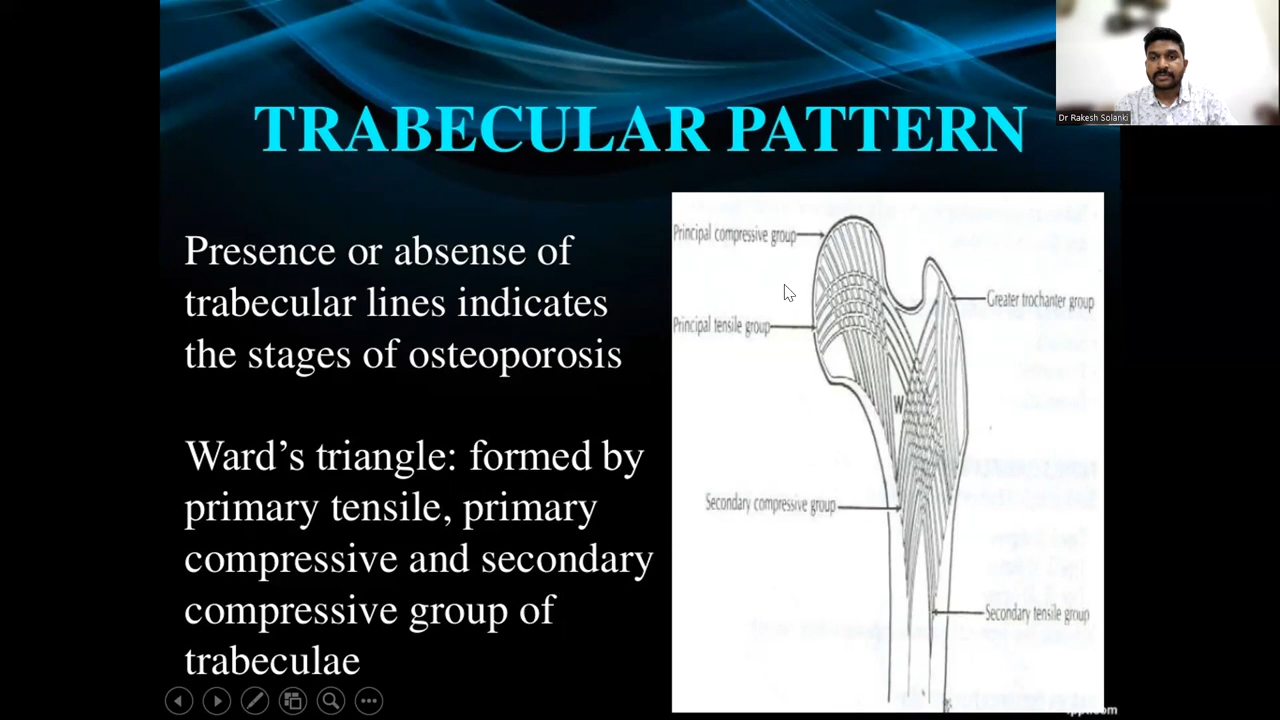 TRABECULAR PATTERN
Dr Rakesh Solanki
Presence or absense of
trabecular lines indicates
the stages of osteoporosis
Ward’s triangle: formed by
primary tensile, primary
compressive and secondary
compressive group of
trabeculae
Principal compressive group
Greater trochanter group
Principal tensile group
W
Secondary compressive group
Secondary tensile group